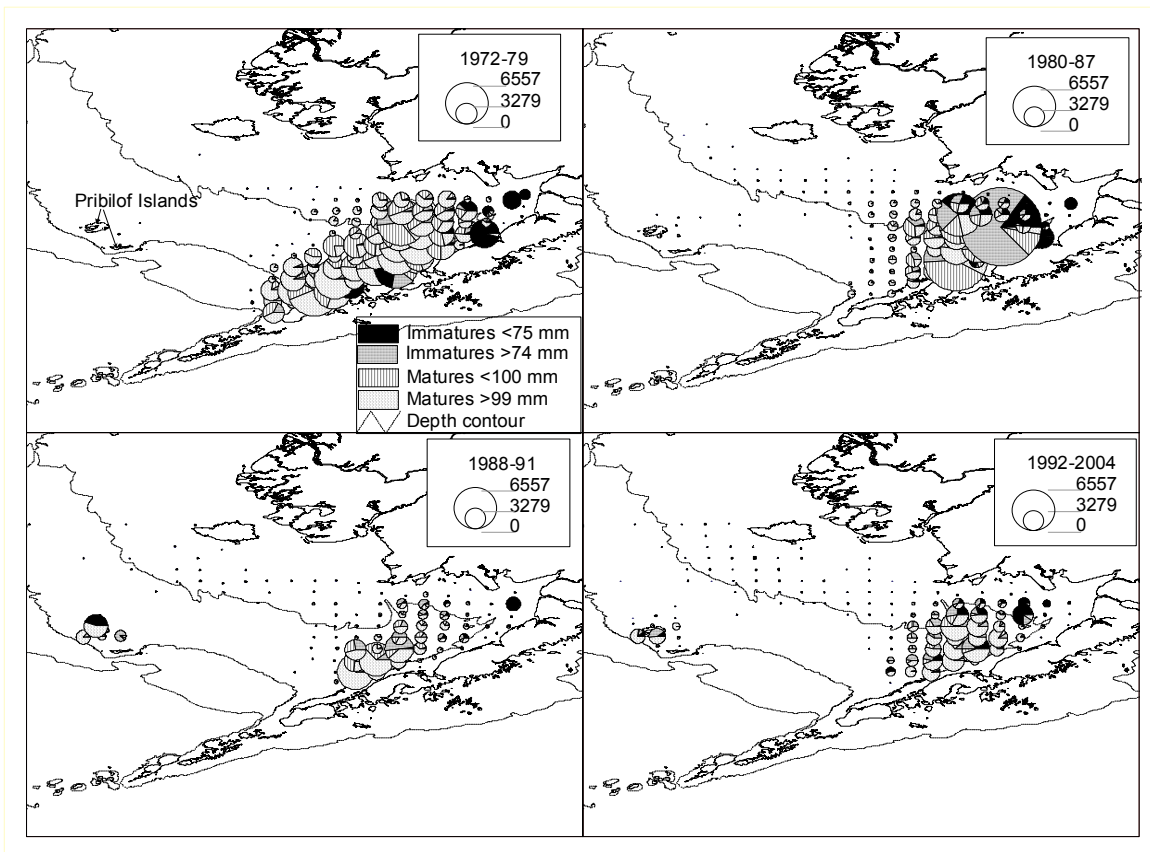 1972-79
6557
3279
0
Pribilof Islands
Immatures <75 mm
Immatures >74 mm
Matures <100 mm
Matures >99 mm
Depth contour
1980-87
6557
3279
0
1988-91
6557
3279
0
1992-2004
6557
3279
0